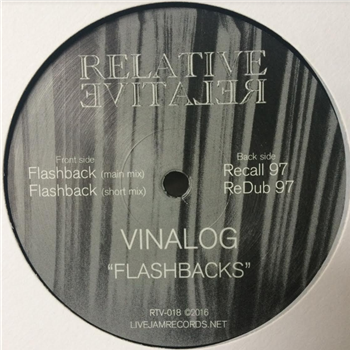 RELATIVE
RELATIVE
Front side
Flashback (main mix)
Flashback (short mix)
Back side
Recall 97
ReDub 97
VINALOG
"FLASHBACKS"
RTV-018 ©2016
LIVEJAMRECORDS.NET